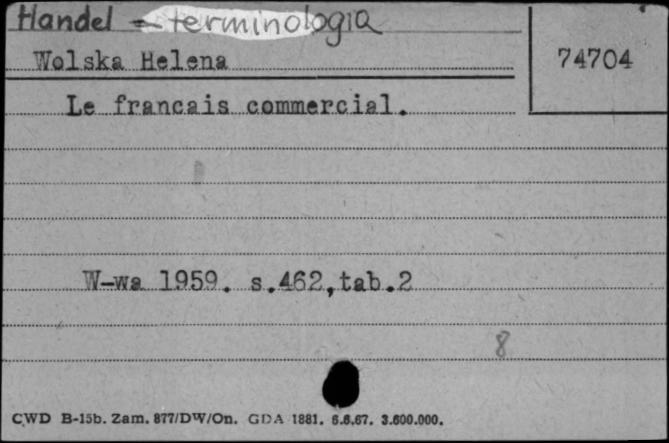 Handel - terminologia
Wolska Helena
74704
Le francais commercial.
W-wa 1959. s.462,tab.2
8
CWD B-15b. Zam. 877/DW/On. GDA 1881. 6.6.67. 3.600.000.